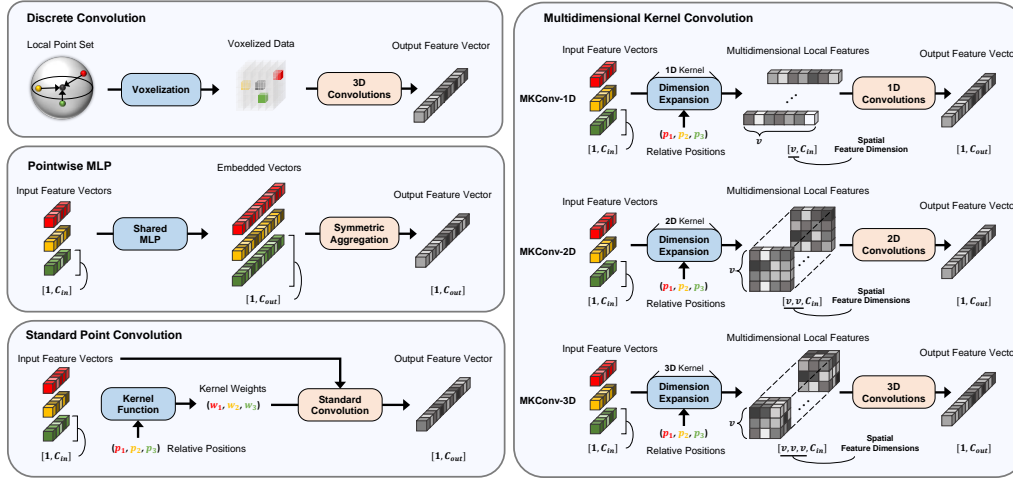 Discrete Convolution
Local Point Set
Voxelized Data
Output Feature Vector
Voxelization
3D
Convolutions
Pointwise MLP
Embedded Vectors
Input Feature Vectors
Output Feature Vector
Shared
MLP
Symmetric
Aggregation
[1, C_in]
[1, C_out]
[1, C_out]
Standard Point Convolution
Input Feature Vectors
Output Feature Vector
Kernel Weights
Kernel
Function
(w_1, w_2, w_3)
Standard
Convolution
(p_1, p_2, p_3)
Relative Positions
[1, C_in]
[1, C_out]
Multidimensional Kernel Convolution
Input Feature Vectors
Multidimensional Local Features
Output Feature Vector
1D Kernel
MKConv-1D
Dimension
Expansion
1D
Convolutions
(p_1, p_2, p_3)
v
[1, C_in]
Relative Positions
[v, C_in]
Spatial
Feature Dimension
[1, C_out]
Input Feature Vectors
Multidimensional Local Features
Output Feature Vector
2D Kernel
MKConv-2D
Dimension
Expansion
2D
Convolutions
v
(p_1, p_2, p_3)
[1, C_in]
Relative Positions
[v, v, C_in]
Spatial
Feature Dimensions
[1, C_out]
Input Feature Vectors
Multidimensional Local Features
Output Feature Vector
3D Kernel
MKConv-3D
Dimension
Expansion
3D
Convolutions
v
(p_1, p_2, p_3)
[1, C_in]
Relative Positions
[v, v, v, C_in]
Spatial
Feature Dimensions
[1, C_out]